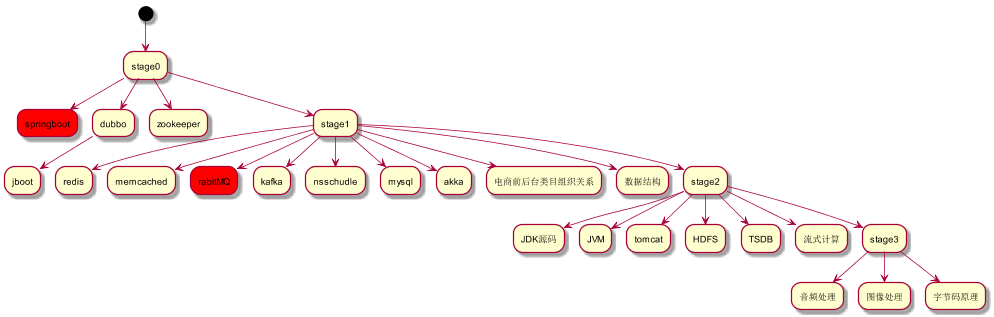 stage0
springboot
dubbo
zookeeper
stage1
jboot
redis
memcached
rabitMQ
kafka
nsschudle
mysql
akka
电商前后台类目组织关系
数据结构
stage2
JDK源码
JVM
tomcat
HDFS
TSDB
流式计算
stage3
音频处理
图像处理
字节码原理